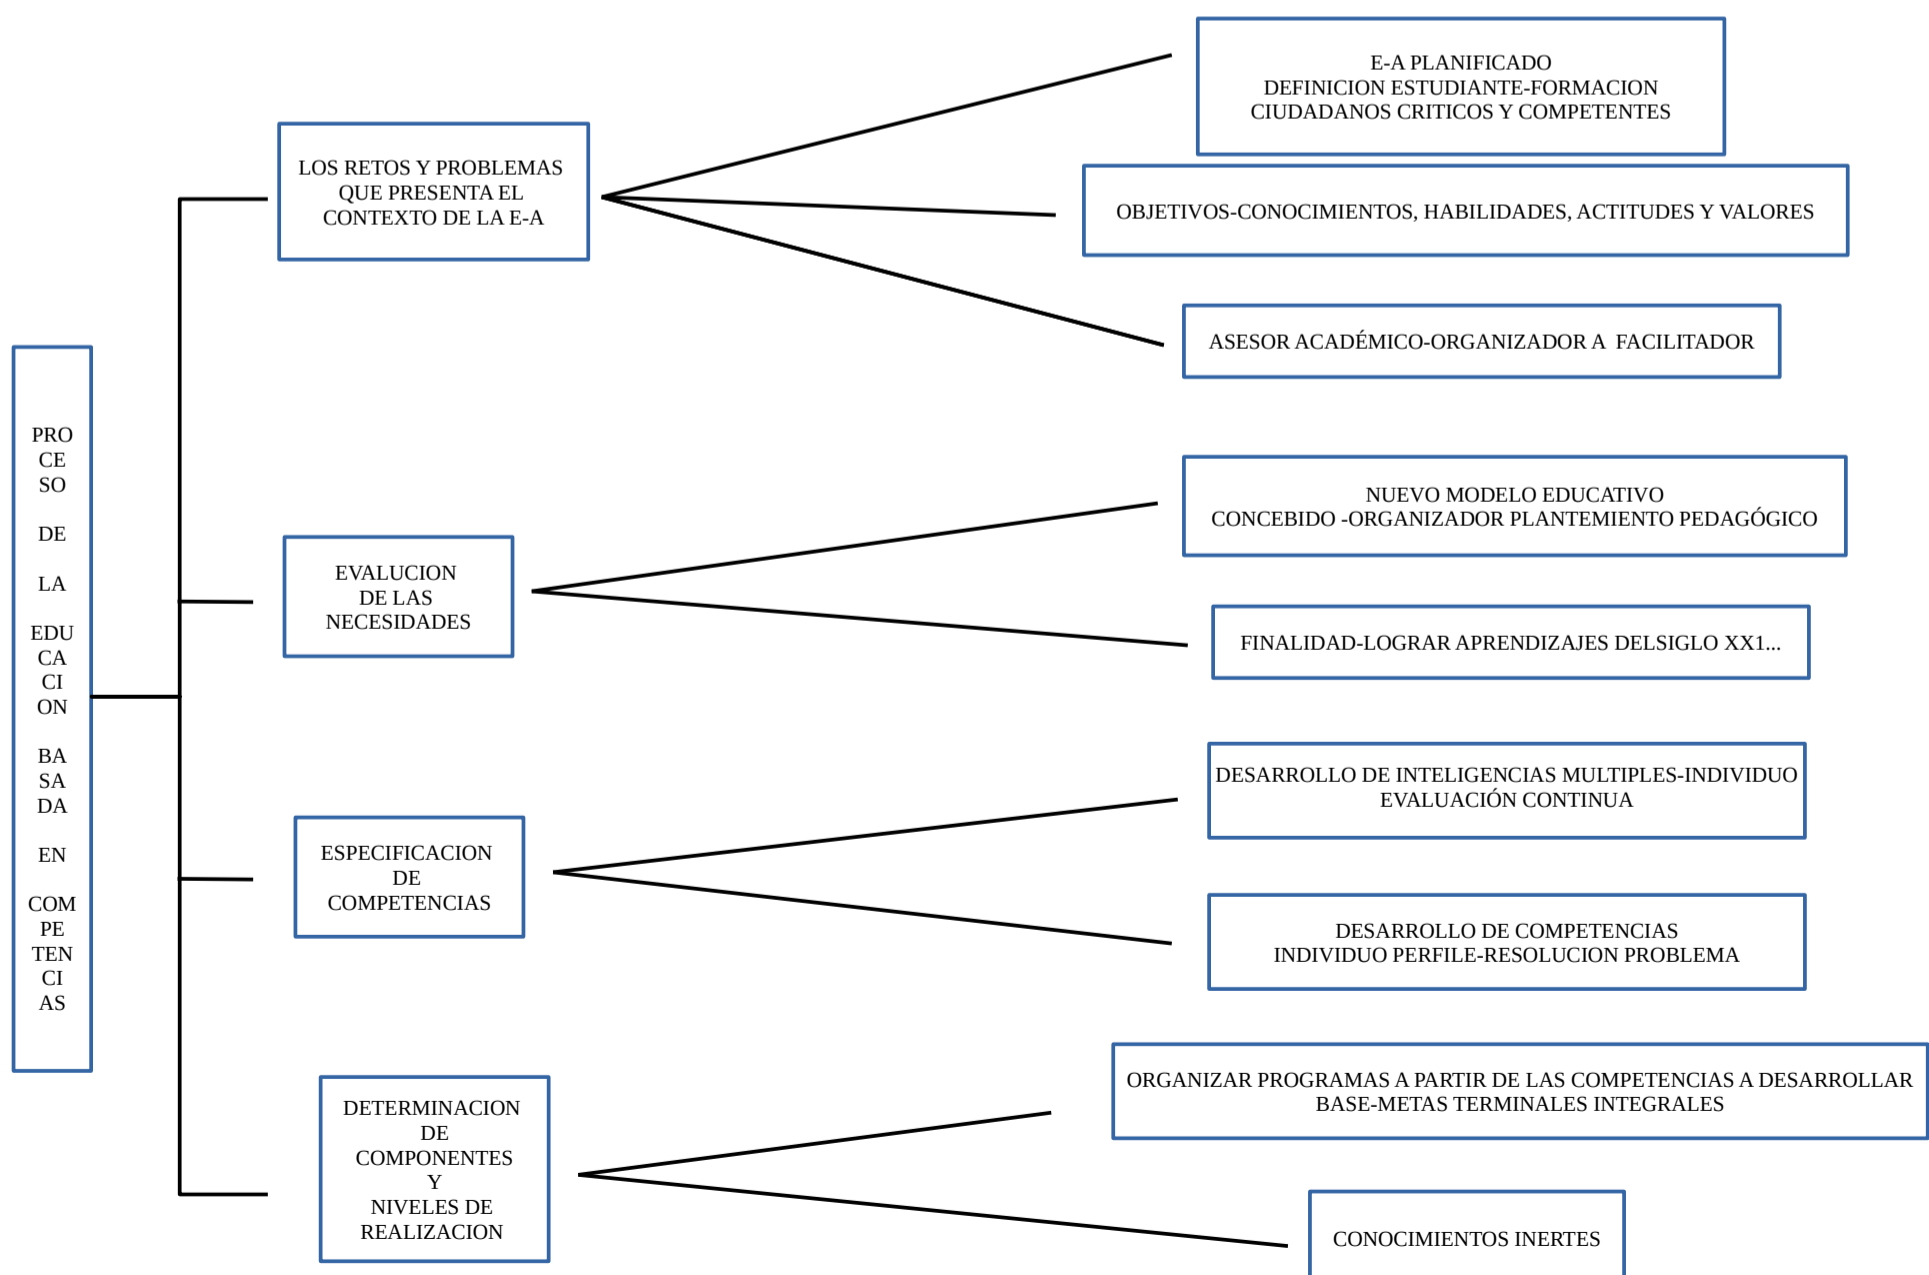 PRO
CE
SO
DE
LA
EDU
CA
CI
ON
BA
SA
DA
EN
COM
PE
TEN
CI
AS
LOS RETOS Y PROBLEMAS
QUE PRESENTA EL
CONTEXTO DE LA E-A
E-A PLANIFICADO
DEFINICION ESTUDIANTE-FORMACION
CIUDADANOS CRITICOS Y COMPETENTES
OBJETIVOS-CONOCIMIENTOS, HABILIDADES, ACTITUDES Y VALORES
ASESOR ACADÉMICO-ORGANIZADOR A FACILITADOR
EVALUCION
DE LAS
NECESIDADES
NUEVO MODELO EDUCATIVO
CONCEBIDO -ORGANIZADOR PLANTEMIENTO PEDAGÓGICO
FINALIDAD-LOGRAR APRENDIZAJES DELSIGLO XX1...
ESPECIFICACION
DE
COMPETENCIAS
DESARROLLO DE INTELIGENCIAS MULTIPLES-INDIVIDUO
EVALUACIÓN CONTINUA
DESARROLLO DE COMPETENCIAS
INDIVIDUO PERFILE-RESOLUCION PROBLEMA
DETERMINACION
DE
COMPONENTES
Y
NIVELES DE
REALIZACION
ORGANIZAR PROGRAMAS A PARTIR DE LAS COMPETENCIAS A DESARROLLAR
BASE-METAS TERMINALES INTEGRALES
CONOCIMIENTOS INERTES